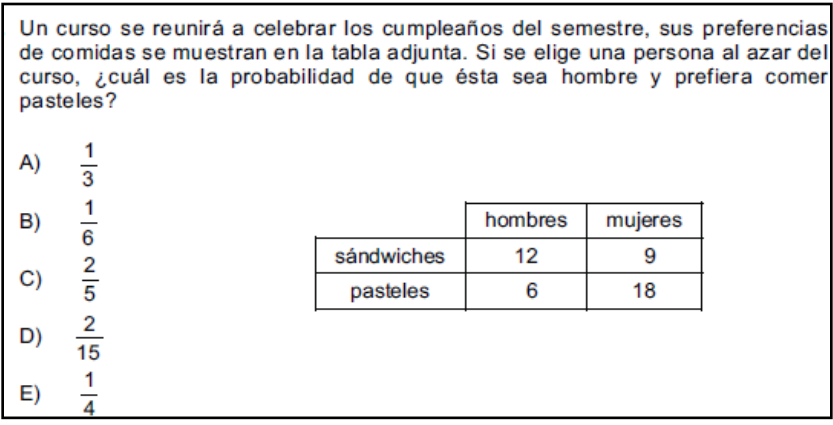 Un curso se reunirá a celebrar los cumpleaños del semestre, sus preferencias
de comidas se muestran en la tabla adjunta. Si se elige una persona al azar del
curso, ¿cuál es la probabilidad de que ésta sea hombre y prefiera comer
pasteles?
A) 1/3
B) 1/6
C) 2/5
D) 2/15
E) 1/4
hombres mujeres
sándwiches 12 9
pasteles 6 18